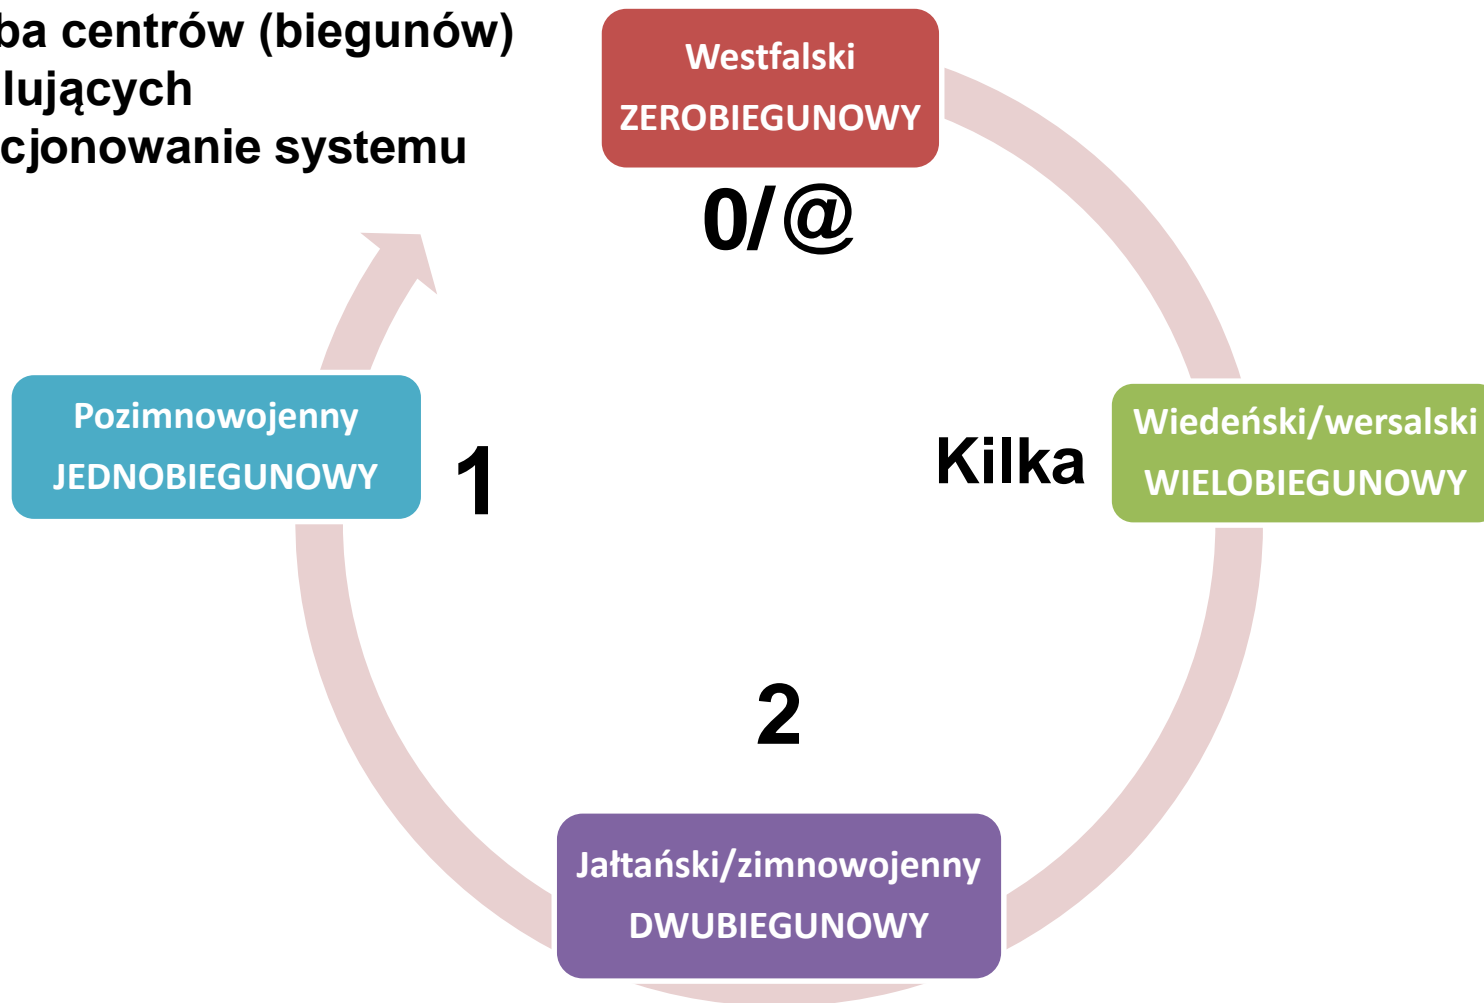 ba centrów (biegunów)
lujących
cjonowanie systemu
Westfalski
ZEROBIEGUNOWY
0/@
Pozimnowojenny
JEDNOBIEGUNOWY
1
Kilka
Wiedeński/wersalski
WIELOBIEGUNOWY
2
Jałtański/zimnowojenny
DWUBIEGUNOWY